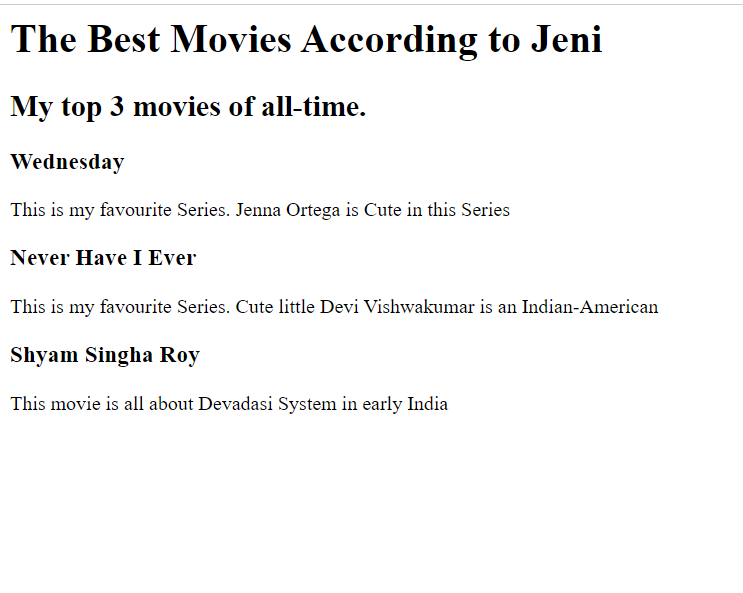 The Best Movies According to Jeni
My top 3 movies of all-time.
Wednesday
This is my favourite Series. Jenna Ortega is Cute in this Series
Never Have I Ever
This is my favourite Series. Cute little Devi Vishwakumar is an Indian-American
Shyam Singha Roy
This movie is all about Devadasi System in early India